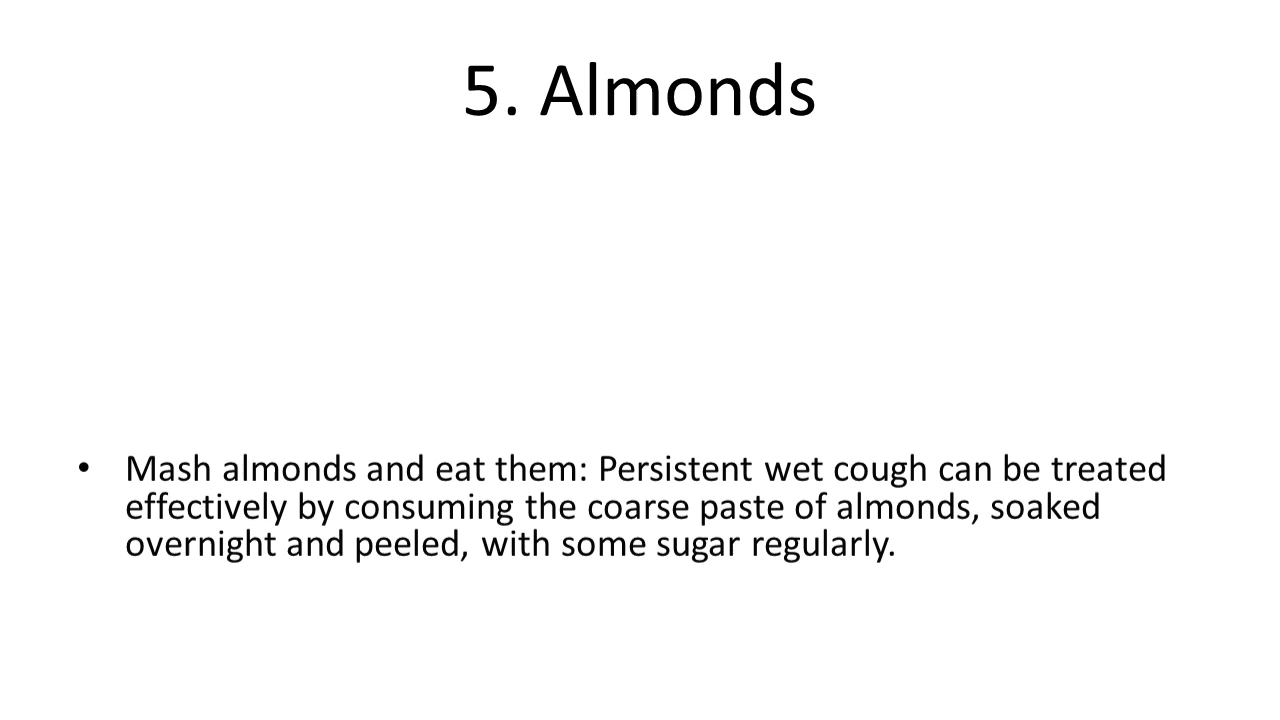 5. Almonds
• Mash almonds and eat them: Persistent wet cough can be treated
effectively by consuming the coarse paste of almonds, soaked
overnight and peeled, with some sugar regularly.